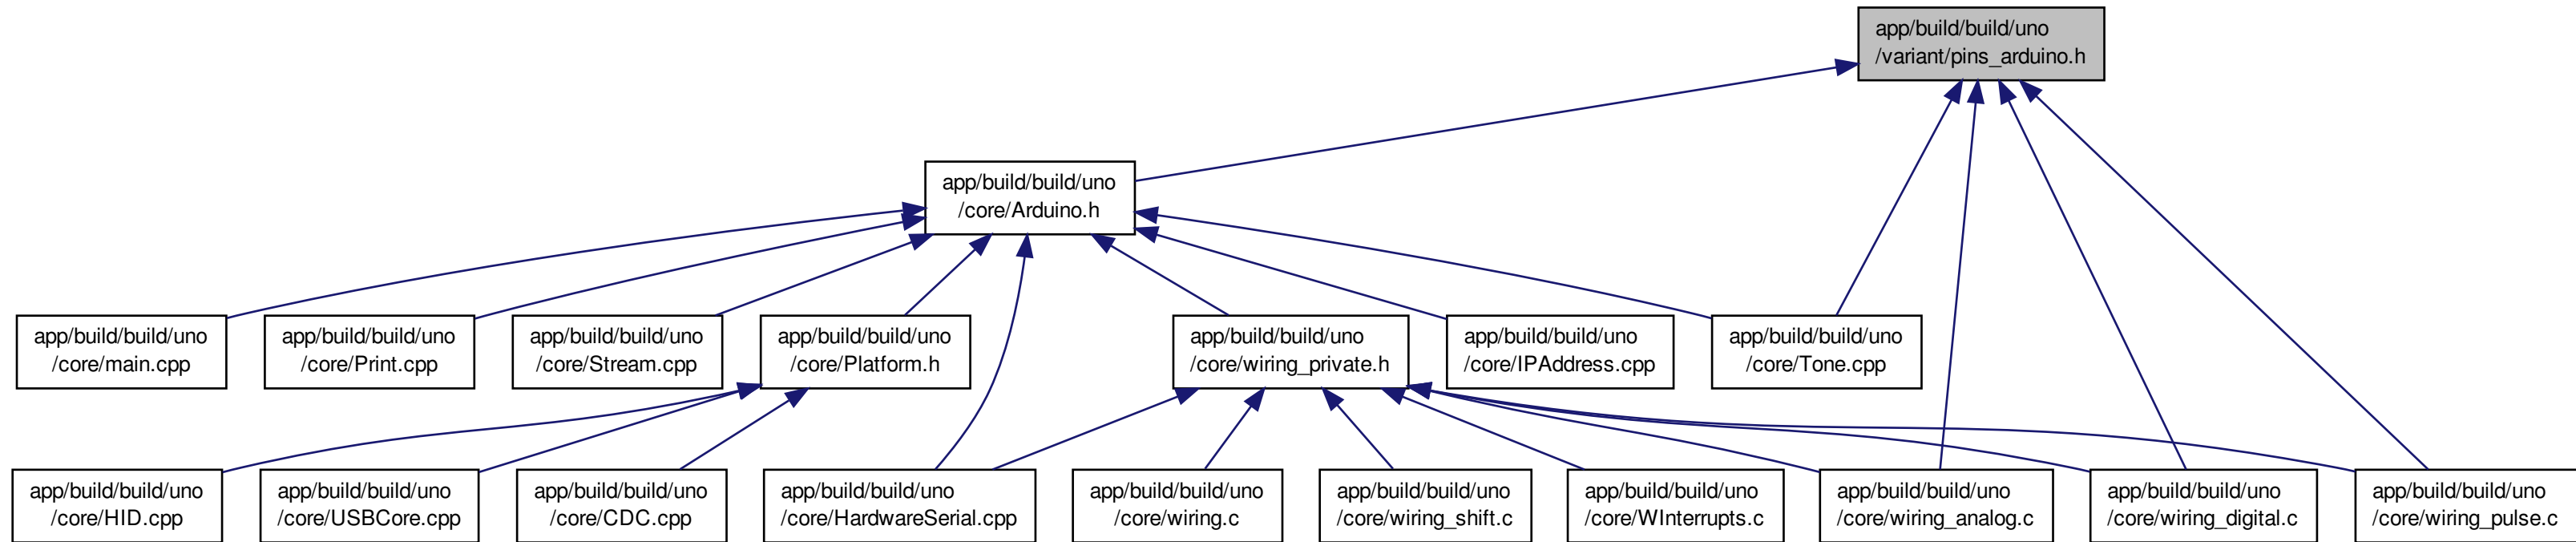 app/build/build/uno
/variant/pins_arduino.h
app/build/build/uno
/core/Arduino.h
app/build/build/uno
/core/main.cpp
app/build/build/uno
/core/Print.cpp
app/build/build/uno
/core/Stream.cpp
app/build/build/uno
/core/Platform.h
app/build/build/uno
/core/wiring_private.h
app/build/build/uno
/core/IPAddress.cpp
app/build/build/uno
/core/Tone.cpp
app/build/build/uno
/core/HID.cpp
app/build/build/uno
/core/USBCore.cpp
app/build/build/uno
/core/CDC.cpp
app/build/build/uno
/core/HardwareSerial.cpp
app/build/build/uno
/core/wiring.c
app/build/build/uno
/core/wiring_shift.c
app/build/build/uno
/core/WInterrupts.c
app/build/build/uno
/core/wiring_analog.c
app/build/build/uno
/core/wiring_digital.c
app/build/build/uno
/core/wiring_pulse.c